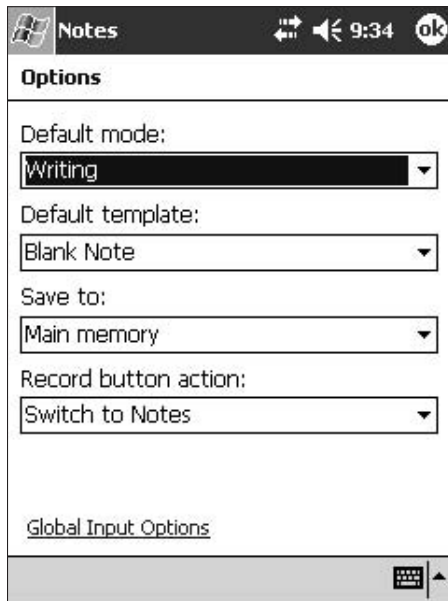 Notes 9:34 ok
Options
Default mode:
Writing
Default template:
Blank Note
Save to:
Main memory
Record button action:
Switch to Notes
Global Input Options